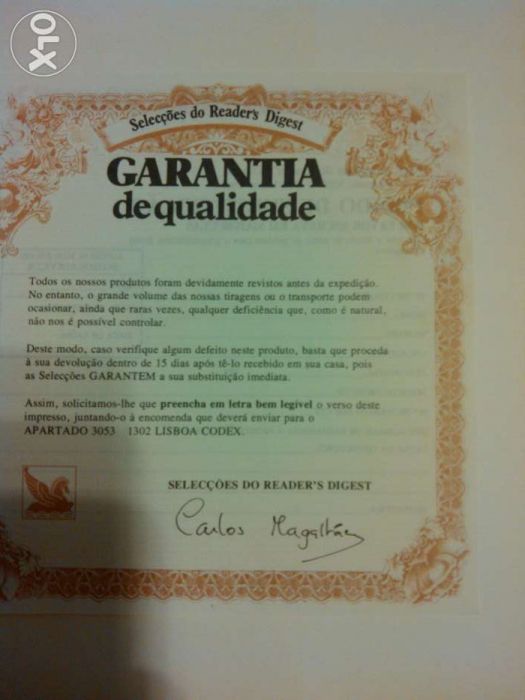 OLX
Selecções do Reader's Digest
GARANTIA
de qualidade
Todos os nossos produtos foram devidamente revistos antes da expedição.
No entanto, o grande volume das nossas tiragens ou o transporte podem
ocasionar, ainda que raras vezes, qualquer deficiência que, como é natural,
não nos é possível controlar.
Deste modo, caso verifique algum defeito neste produto, basta que proceda
à sua devolução dentro de 15 dias após tê-lo recebido em sua casa, pois
as Selecções GARANTEM a sua substituição imediata.
Assim, solicitamos-lhe que preencha em letra bem legível o verso deste
impresso, juntando-o à encomenda que deverá enviar para o
APARTADO 3053 1302 LISBOA CODEX.
SELECÇÕES DO READER'S DIGEST
Carlos Magalhães